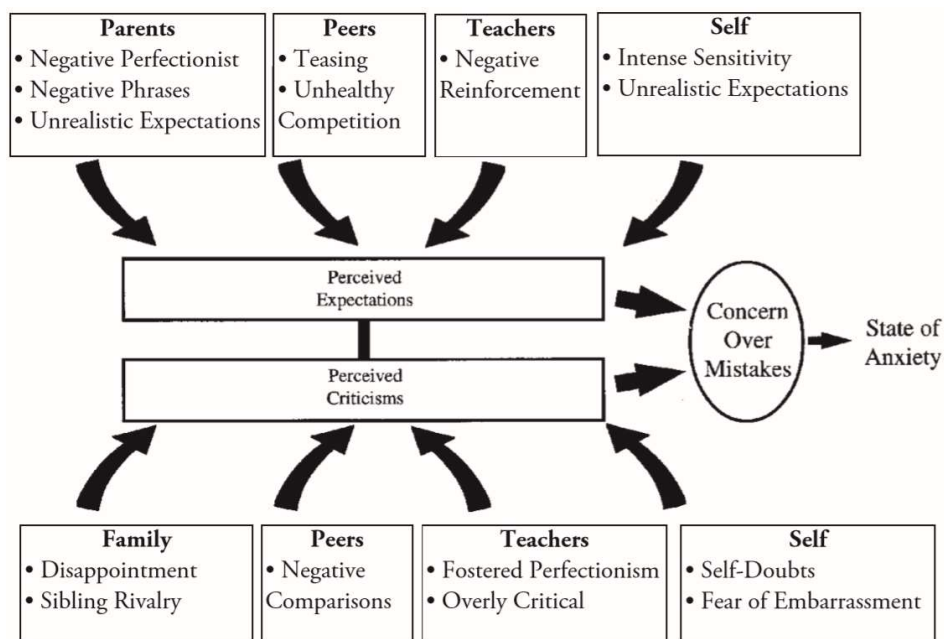 Parents
• Negative Perfectionist
• Negative Phrases
• Unrealistic Expectations
Peers
• Teasing
• Unhealthy
Competition
Teachers
• Negative
Reinforcement
Self
• Intense Sensitivity
• Unrealistic Expectations
Perceived
Expectations
Perceived
Criticisms
Concern
Over
Mistakes
State of
Anxiety
Family
• Disappointment
• Sibling Rivalry
Peers
• Negative
Comparisons
Teachers
• Fostered Perfectionism
• Overly Critical
Self
• Self-Doubts
• Fear of Embarrassment